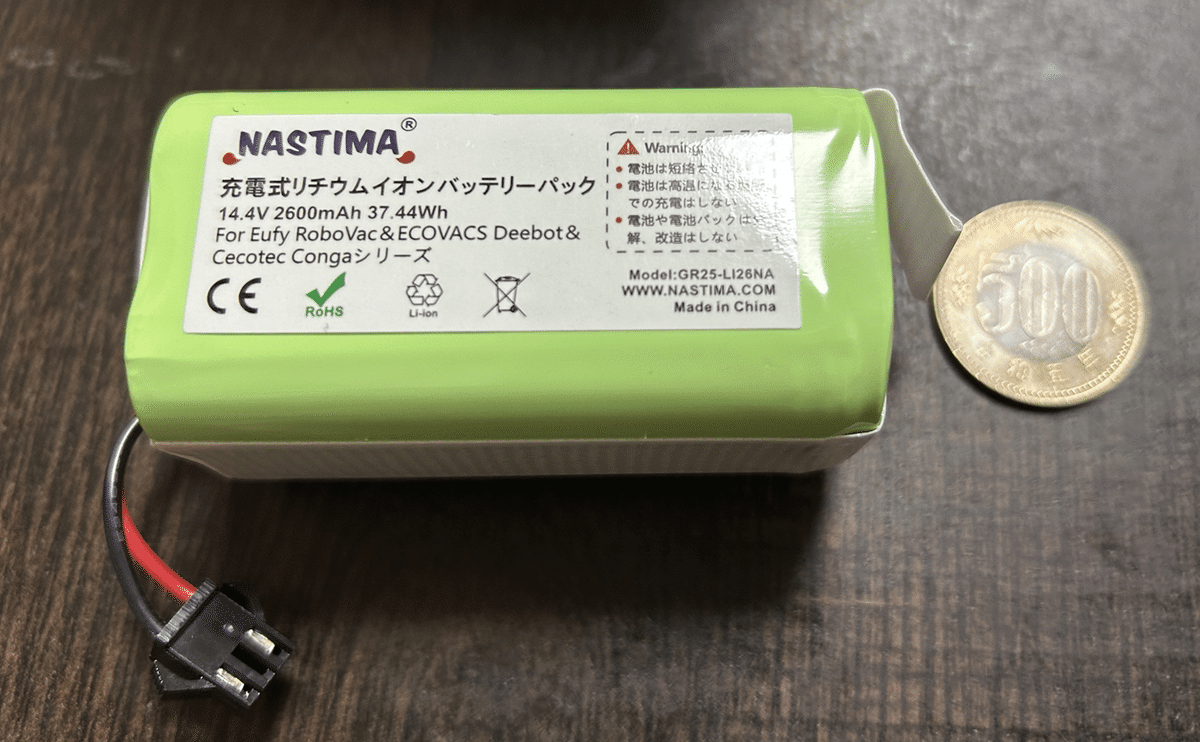 NASTIMA®
充電式リチウムイオンバッテリーパック
14.4V 2600mAh 37.44Wh
For Eufy RoboVac&ECOVACS Deebot&
Cecotec Congaシリーズ
CE
RoHS
Li-ion
Warning:
電池は短絡させ
電池は高温になる
での充電はしない
電池や電池パックは
解、改造はしない
Model:GR25-LI26NA
WWW.NASTIMA.COM
Made in China
500